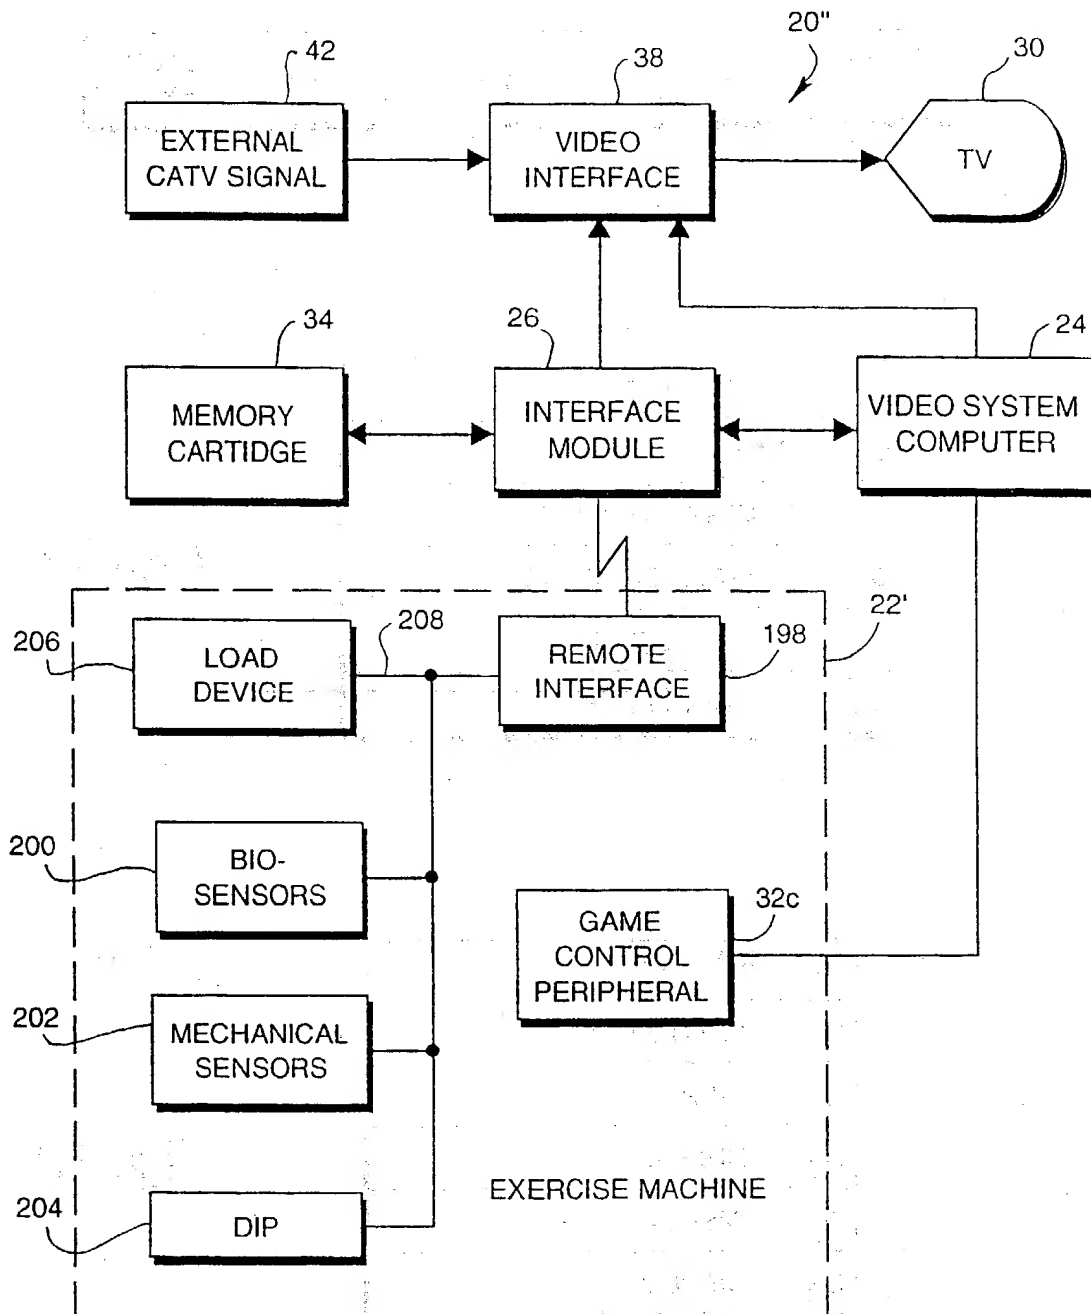 20"
42
38
30
EXTERNAL
CATV SIGNAL
VIDEO
INTERFACE
TV
34
26
24
MEMORY
CARTIDGE
INTERFACE
MODULE
VIDEO SYSTEM
COMPUTER
22'
206
208
198
LOAD
DEVICE
REMOTE
INTERFACE
200
BIO-
SENSORS
32c
GAME
CONTROL
PERIPHERAL
202
MECHANICAL
SENSORS
204
DIP
EXERCISE MACHINE